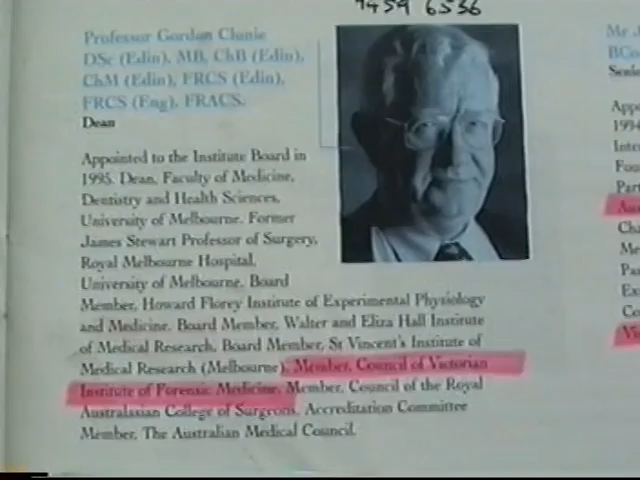 9459 6536
Professor Gordon Clunie
DSc (Edin), MB, ChB (Edin),
ChM (Edin), FRCS (Edin),
FRCS (Eng), FRACS.
Dean
Appointed to the Institute Board in
1995. Dean, Faculty of Medicine,
Dentistry and Health Sciences,
University of Melbourne. Former
James Stewart Professor of Surgery,
Royal Melbourne Hospital,
University of Melbourne. Board
Member, Howard Florey Institute of Experimental Physiology
and Medicine. Board Member, Walter and Eliza Hall Institute
of Medical Research, Board Member, St Vincent's Institute of
Medical Research (Melbourne), Member, Council of Victorian
Institute of Forensic Medicine, Member, Council of the Royal
Australasian College of Surgeons, Accreditation Committee
Member, The Australian Medical Council.
Mr J
BCo
Appo
1994
Inte
Fou
Part
Cha
Me
Pa
Ex
Co